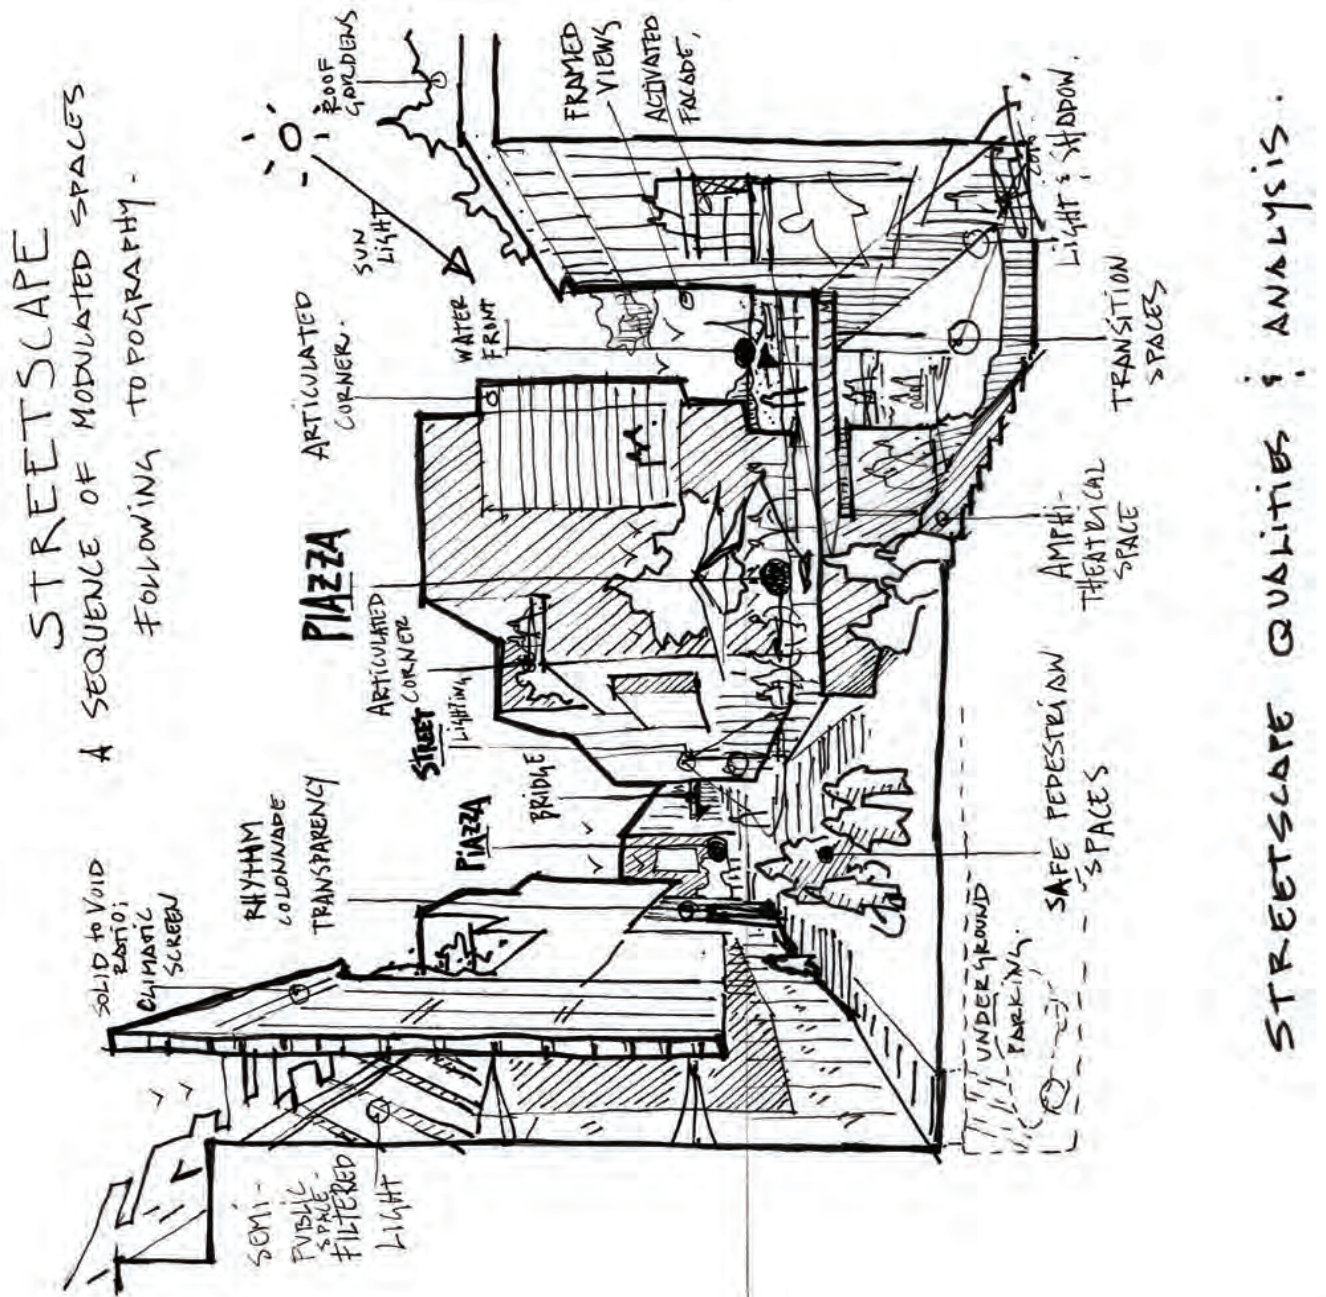 STREETSCAPE
A SEQUENCE OF MODULATED SPACES
FOLLOWING TOPOGRAPHY.
SOLID to VOID
RATIO;
CLIMATIC
SCREEN
RHYTHM
COLONNADE
TRANSPARENCY
PIAZZA
BRIDGE
ARTICULATED
CORNER
STREET
LIGHTING
PIAZZA
ARTICULATED
CORNER.
WATER
FRONT
SUN
LIGHT
ROOF
GARDENS
FRAMED
VIEWS
ACTIVATED
FACADE,
SEMI-
PUBLIC
SPACE.
FILTERED
LIGHT
UNDERGROUND
PARKING.
SAFE PEDESTRIAN
SPACES
AMPHI-
THEATRICAL
SPACE
TRANSITION
SPACES
LIGHT & SHADOW.
STREETSCAPE QUALITIES & ANALYSIS.